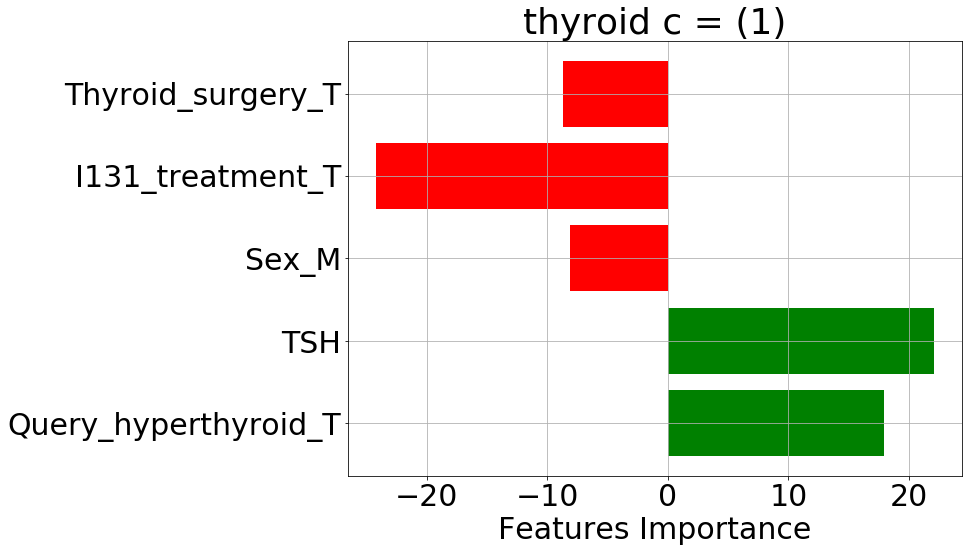 thyroid c = (1)
Thyroid_surgery_T
I131_treatment_T
Sex_M
TSH
Query_hyperthyroid_T
−20 −10 0 10 20
Features Importance